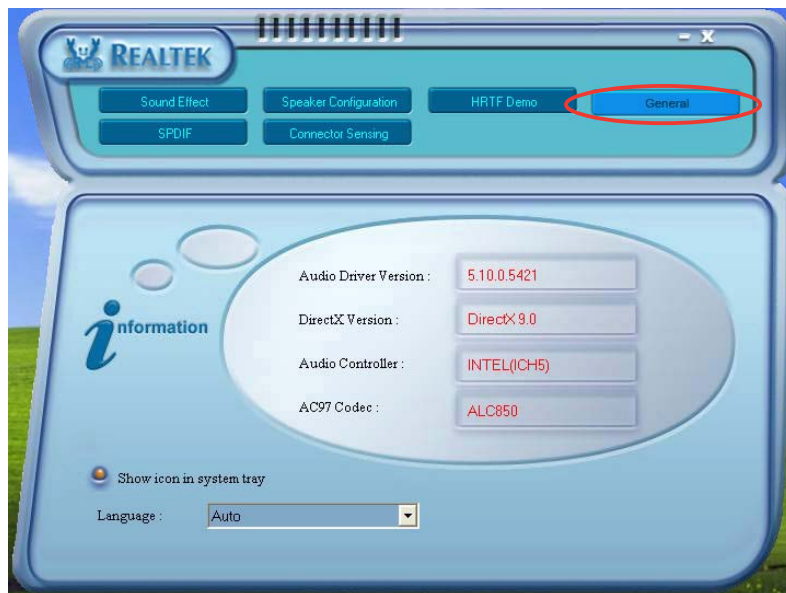 REALTEK
Sound Effect
Speaker Configuration
HRTF Demo
General
SPDIF
Connector Sensing
information
Audio Driver Version :
5.10.0.5421
DirectX Version :
DirectX 9.0
Audio Controller :
INTEL(ICH5)
AC97 Codec :
ALC850
Show icon in system tray
Language :
Auto